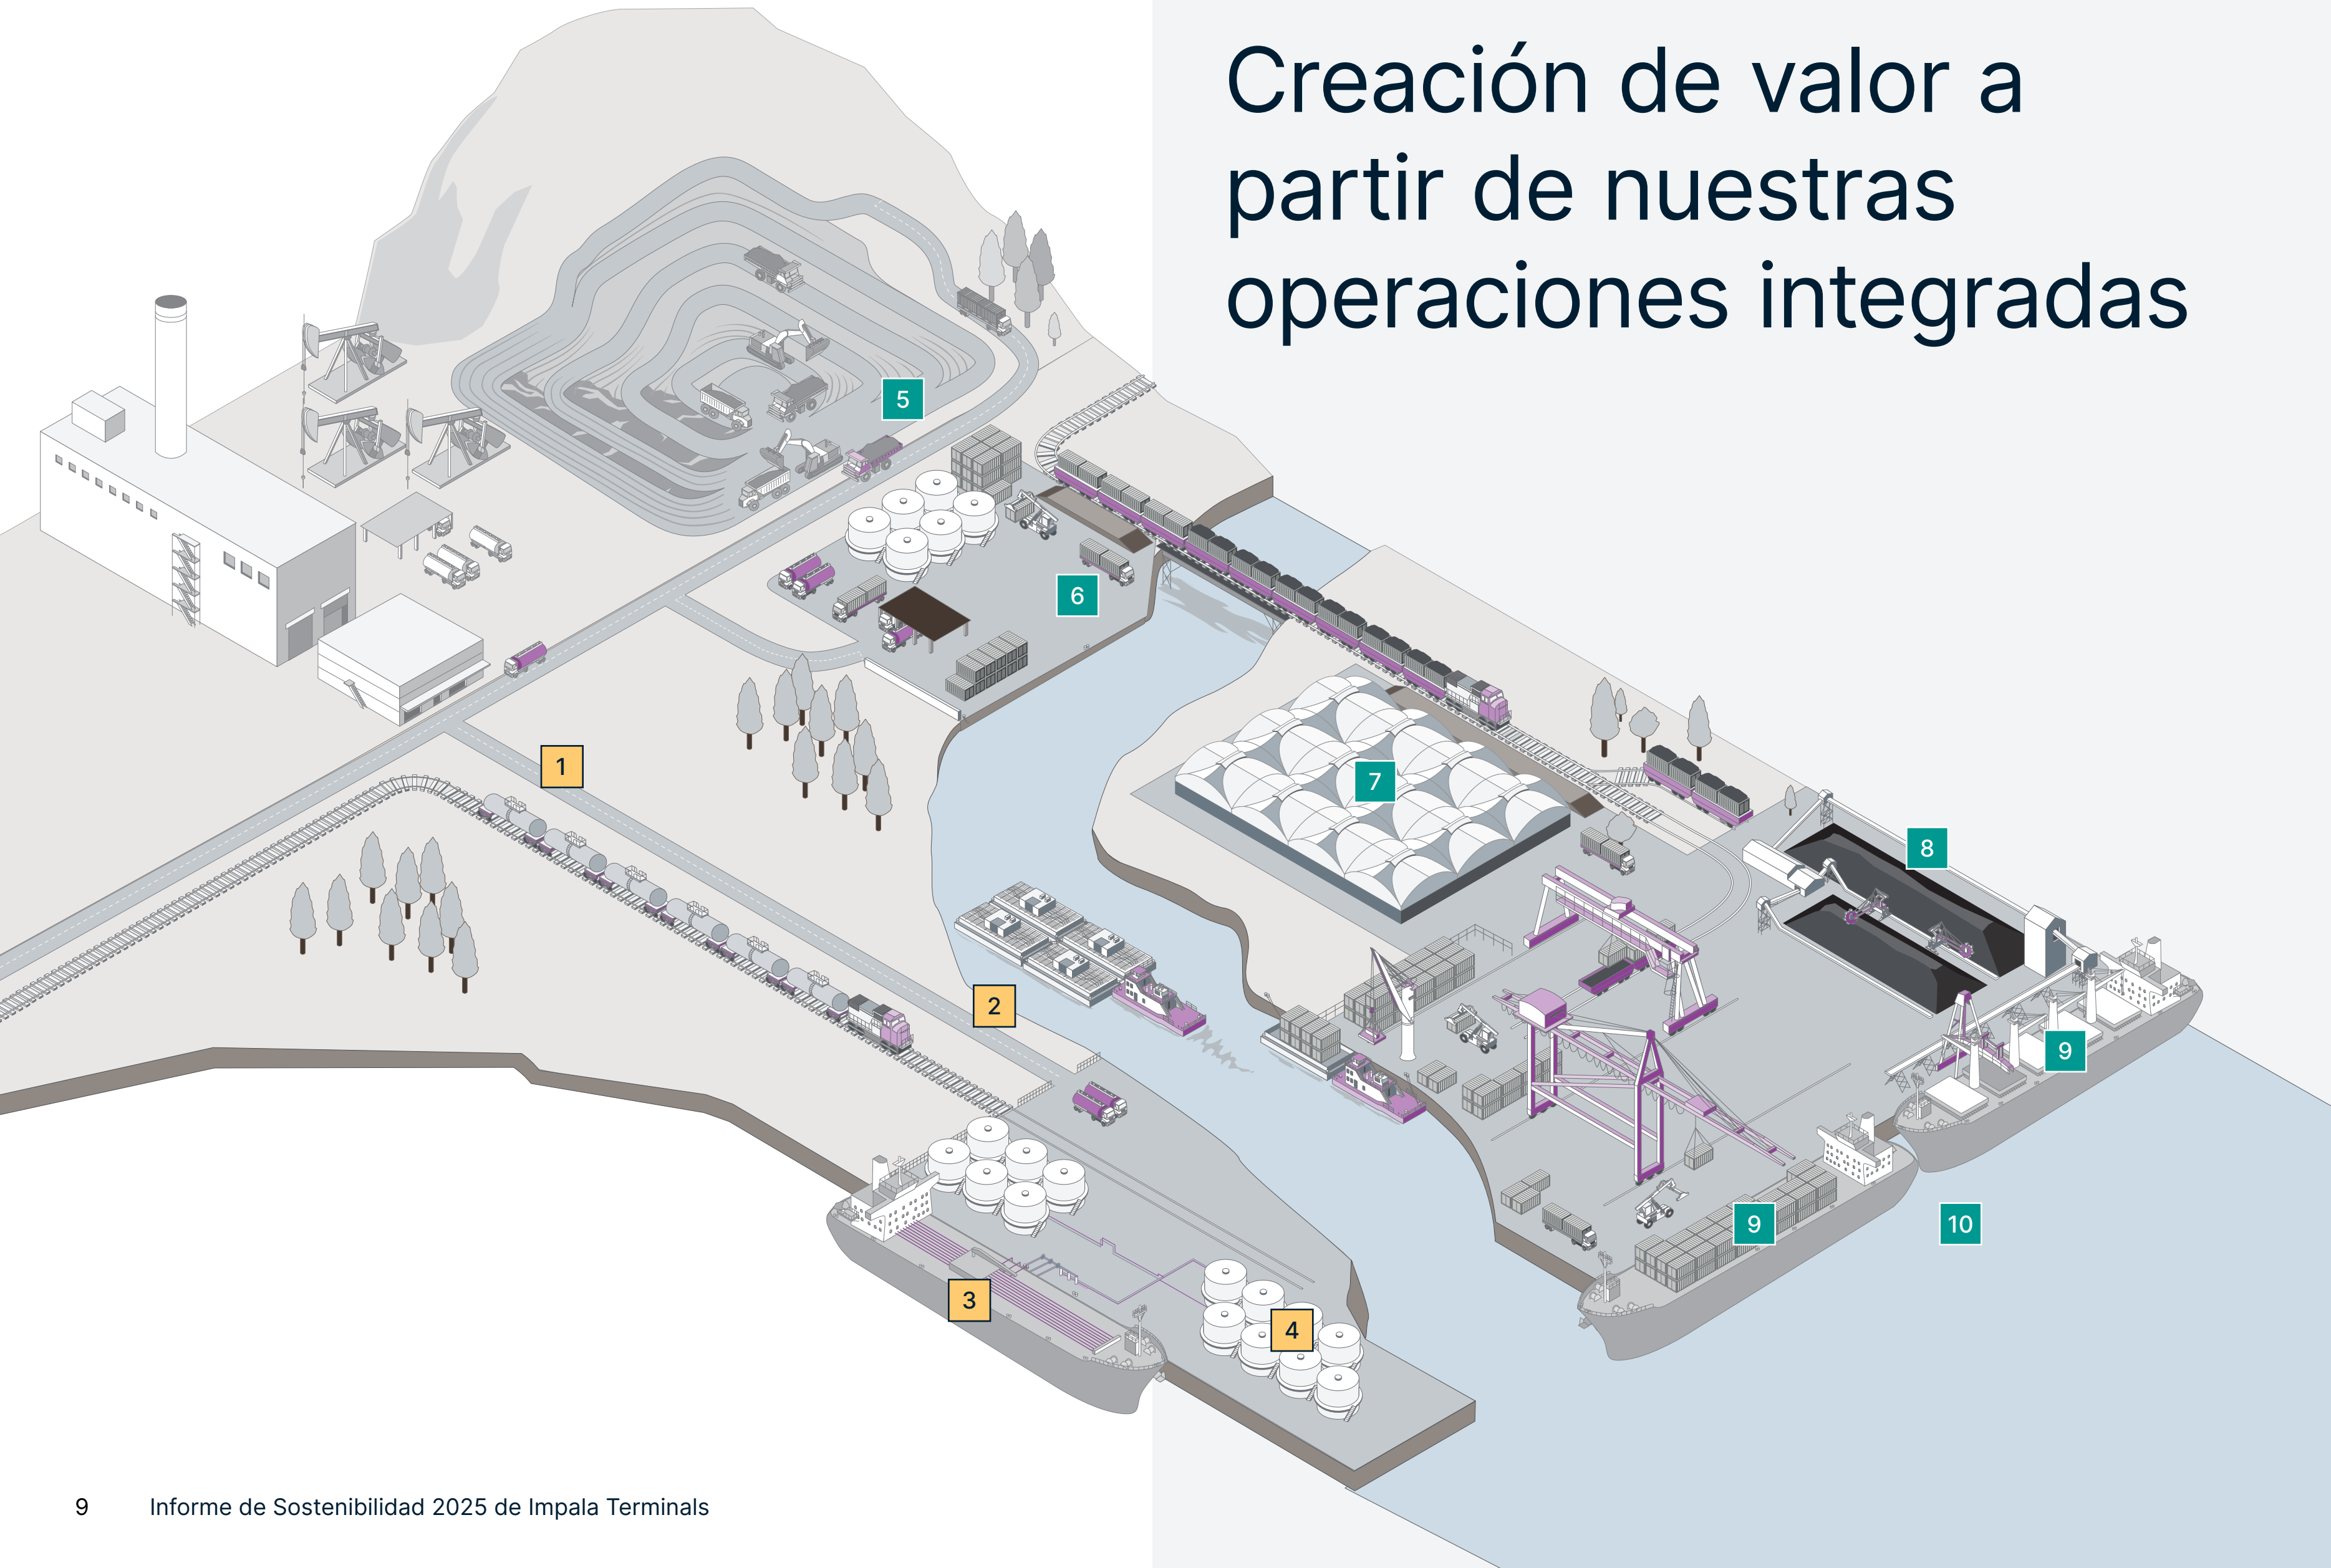 Creación de valor a
partir de nuestras
operaciones integradas
5
6
1
7
8
2
9
9
10
3
4
9 Informe de Sostenibilidad 2025 de Impala Terminals